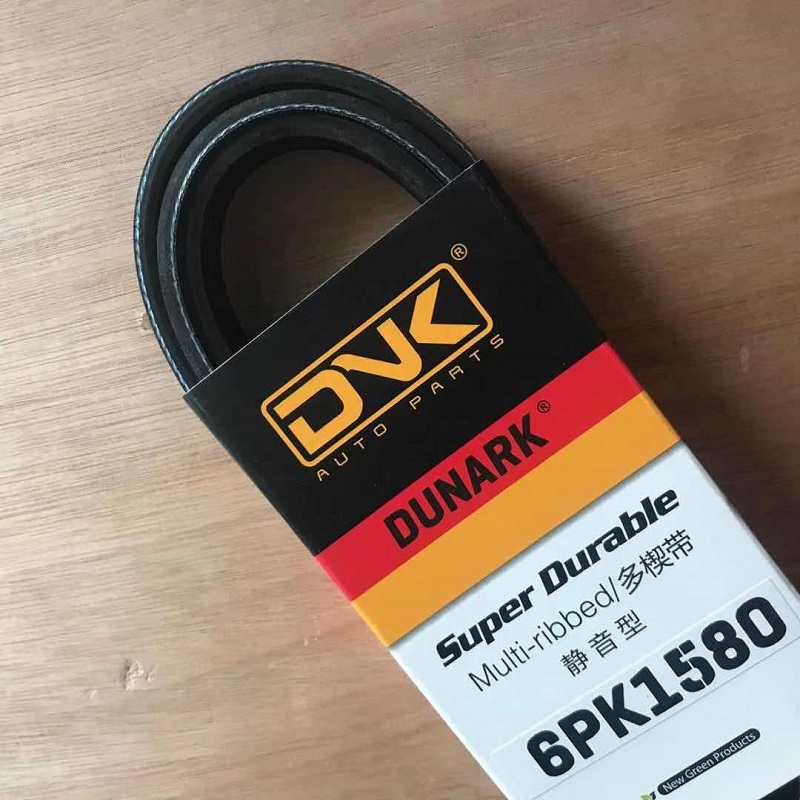 DVK®
AUTO PARTS
DUNARK®
Super Durable
Multi-ribbed/多楔带
静音型
6PK1580
New Green Products